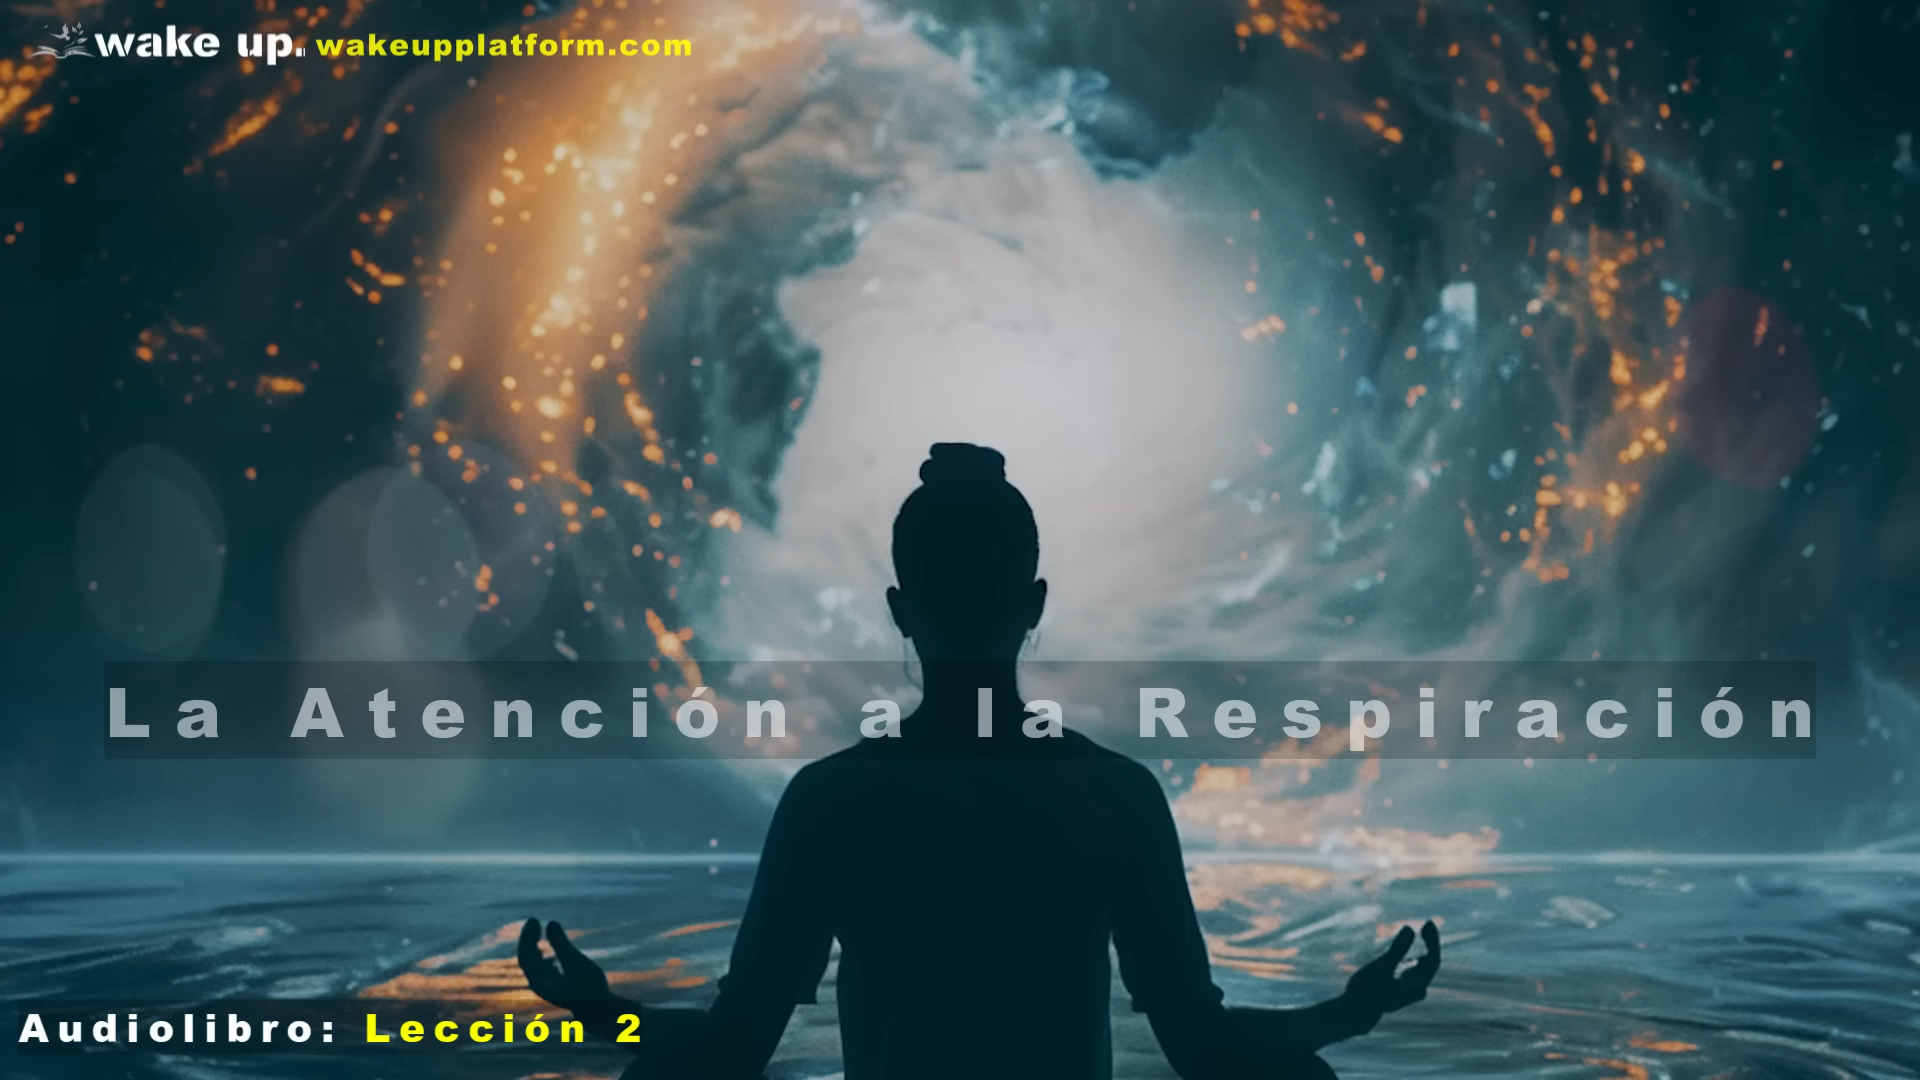 wake up. wakeupplatform.com
La Atención a la Respiración
Audiolibro: Lección 2